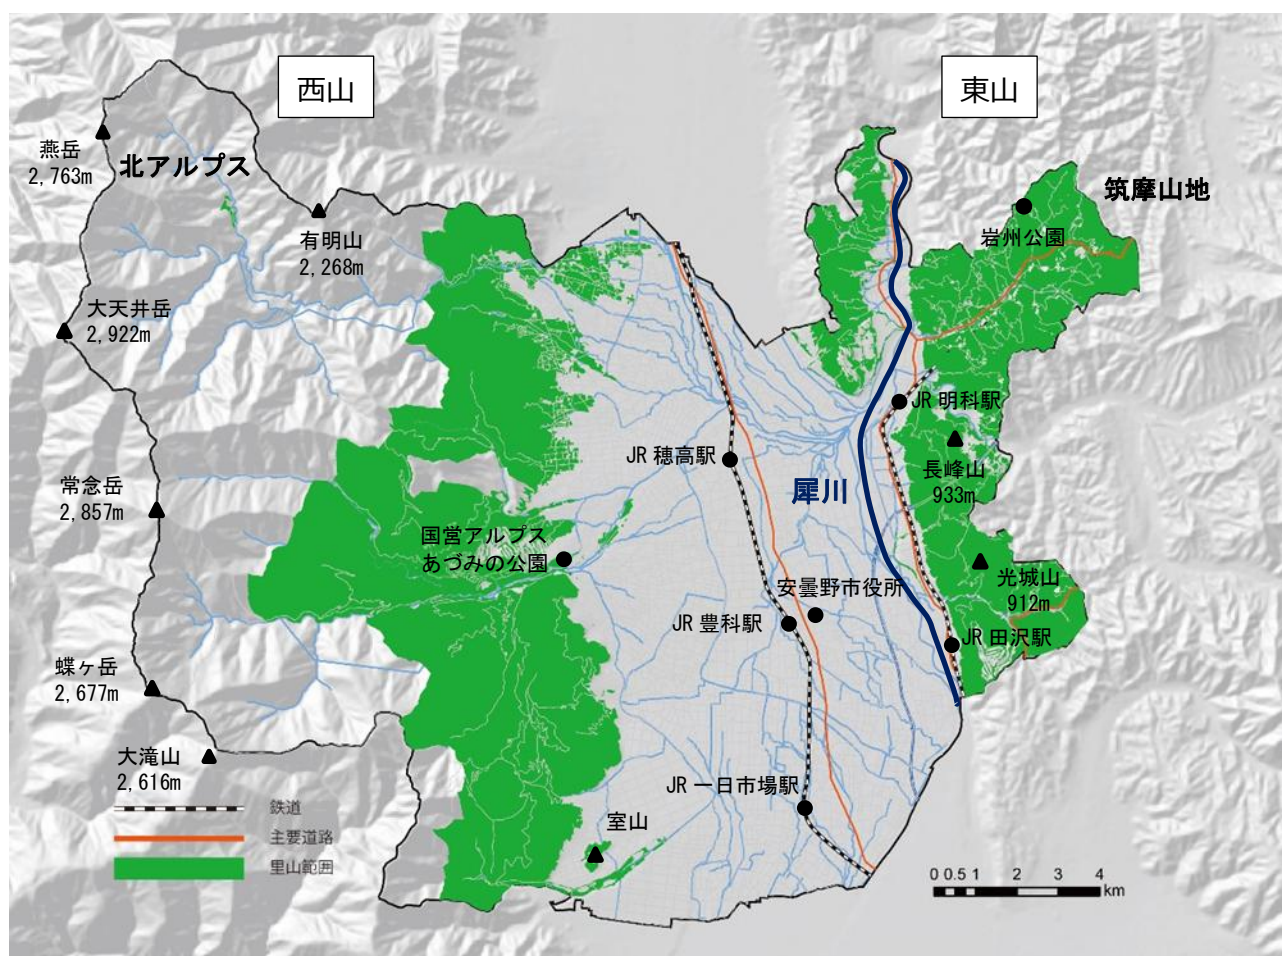 西山
東山
燕岳
2,763m
北アルプス
有明山
2,268m
筑摩山地
岩州公園
大天井岳
2,922m
JR 明科駅
長峰山
933m
JR 穂高駅
犀川
常念岳
2,857m
国営アルプス
あづみの公園
安曇野市役所
光城山
912m
JR 豊科駅
JR 田沢駅
蝶ヶ岳
2,677m
大滝山
2,616m
JR 一日市場駅
室山
鉄道
主要道路
里山範囲
0 0.5 1 2 3 4
km